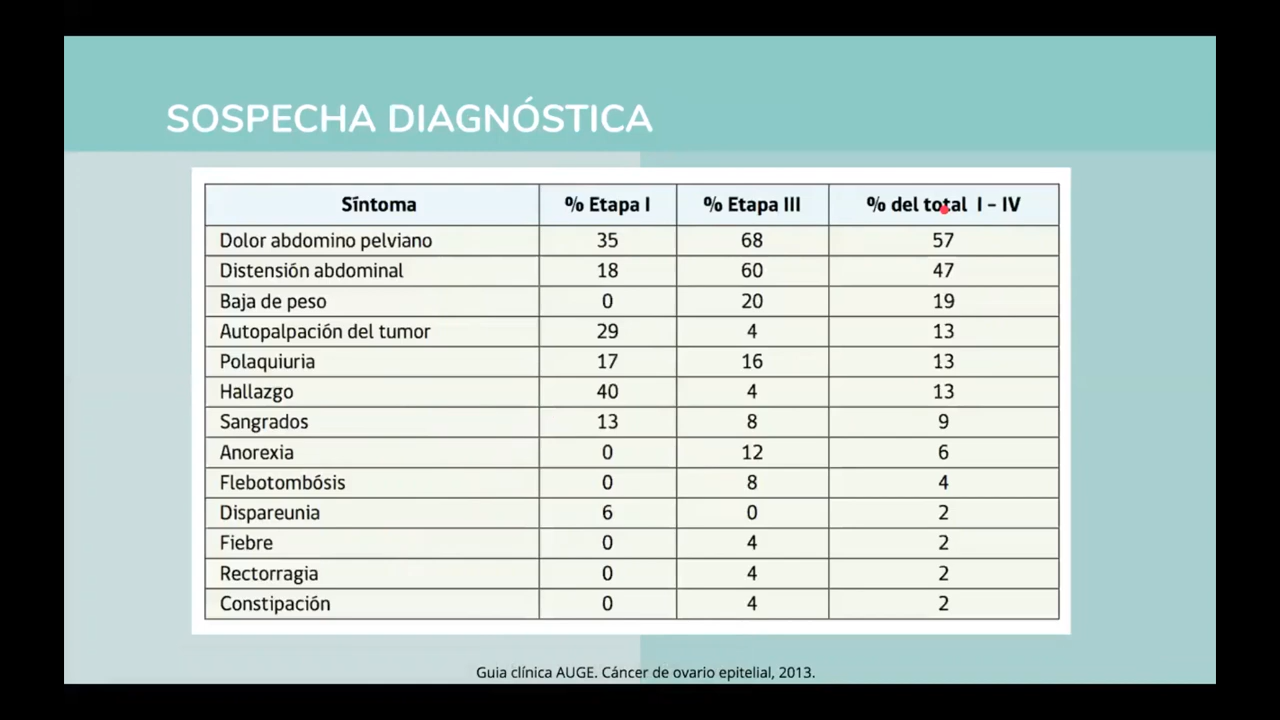 SOSPECHA DIAGNÓSTICA
Síntoma % Etapa I % Etapa III % del total I – IV
Dolor abdomino pelviano 35 68 57
Distensión abdominal 18 60 47
Baja de peso 0 20 19
Autopalpación del tumor 29 4 13
Polaquiuria 17 16 13
Hallazgo 40 4 13
Sangrados 13 8 9
Anorexia 0 12 6
Flebotombósis 0 8 4
Dispareunia 6 0 2
Fiebre 0 4 2
Rectorragia 0 4 2
Constipación 0 4 2
Guia clínica AUGE. Cáncer de ovario epitelial, 2013.